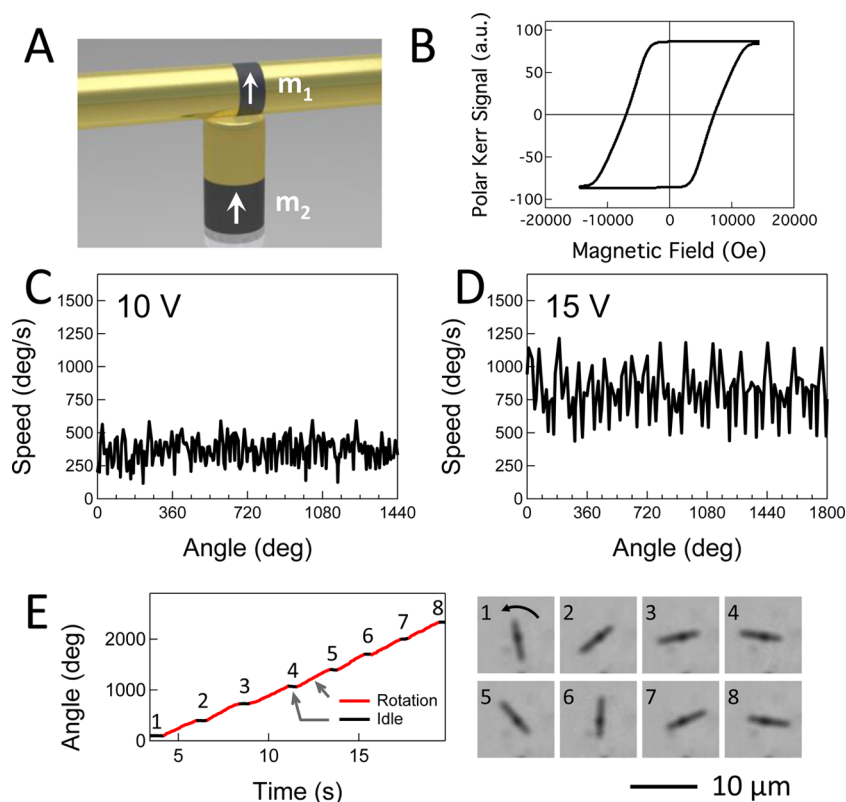 A
m1
m2
B
Polar Kerr Signal (a.u.)
100
50
0
-50
-100
-20000 -10000 0 10000 20000
Magnetic Field (Oe)
C
10 V
Speed (deg/s)
1500
1250
1000
750
500
250
0
0 360 720 1080 1440
Angle (deg)
D
15 V
Speed (deg/s)
1500
1250
1000
750
500
250
0
0 360 720 1080 1440 1800
Angle (deg)
E
Angle (deg)
2000
1000
0
1 2 3 4 5 6 7 8
Rotation
Idle
5 10 15
Time (s)
1 2 3 4
5 6 7 8
10 μm